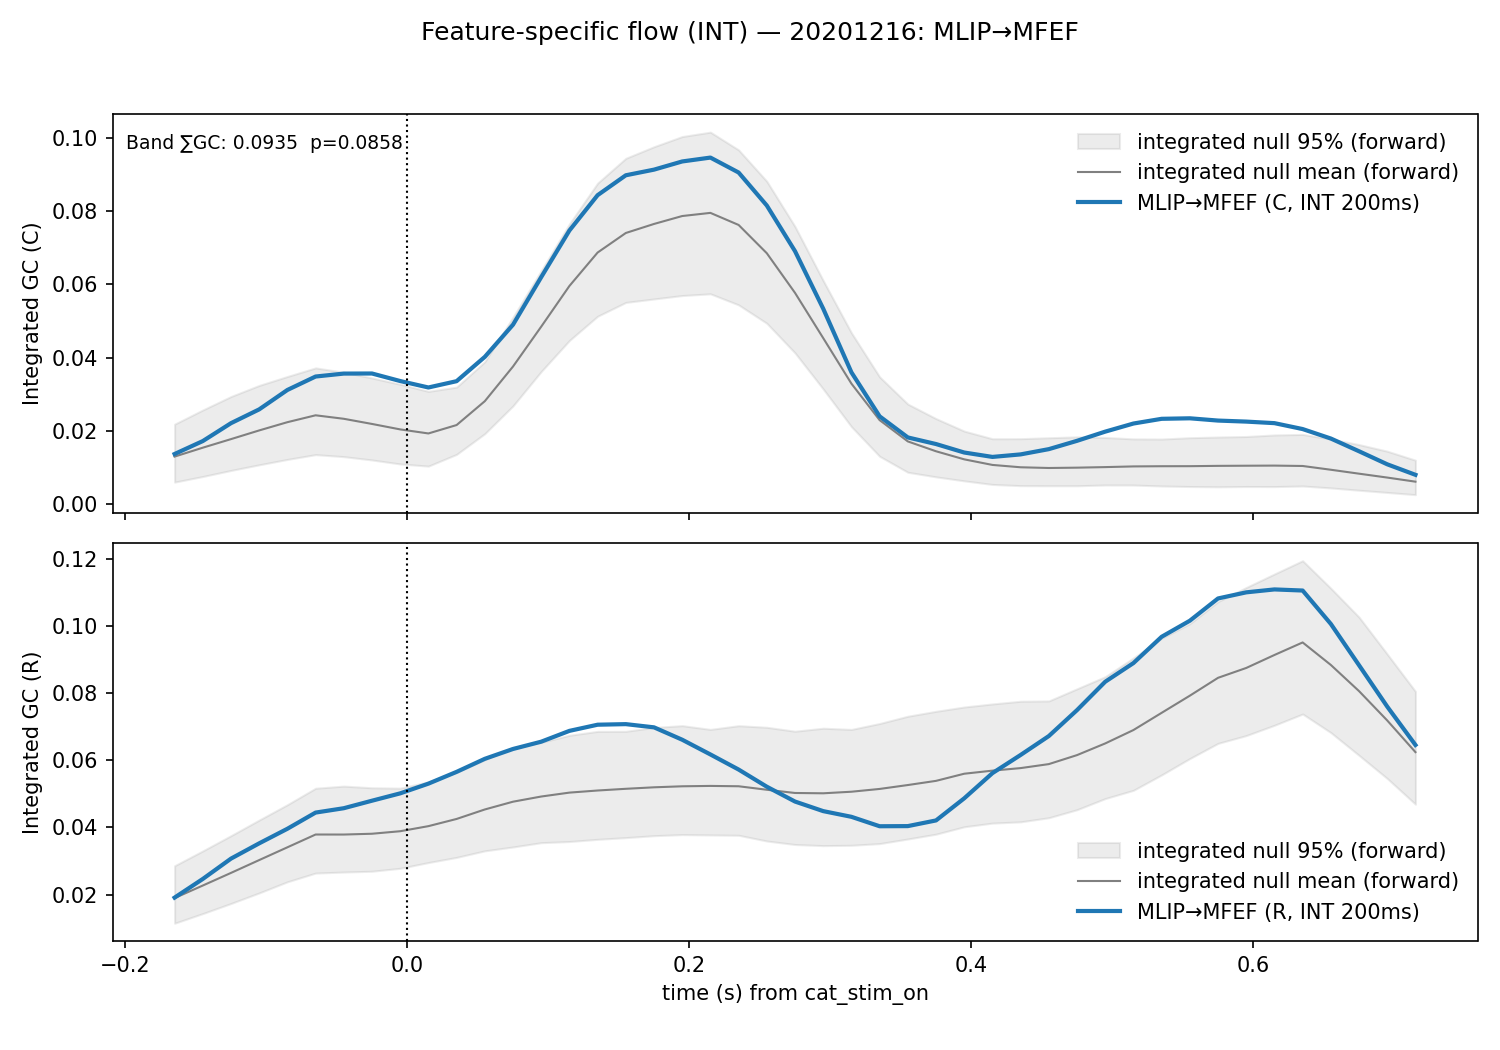 Feature-specific flow (INT) — 20201216: MLIP→MFEF
Band ∑GC: 0.0935  p=0.0858
integrated null 95% (forward)
integrated null mean (forward)
MLIP→MFEF (C, INT 200ms)
Integrated GC (C)
0.10
0.08
0.06
0.04
0.02
0.00
integrated null 95% (forward)
integrated null mean (forward)
MLIP→MFEF (R, INT 200ms)
Integrated GC (R)
0.12
0.10
0.08
0.06
0.04
0.02
−0.2
0.0
0.2
0.4
0.6
time (s) from cat_stim_on